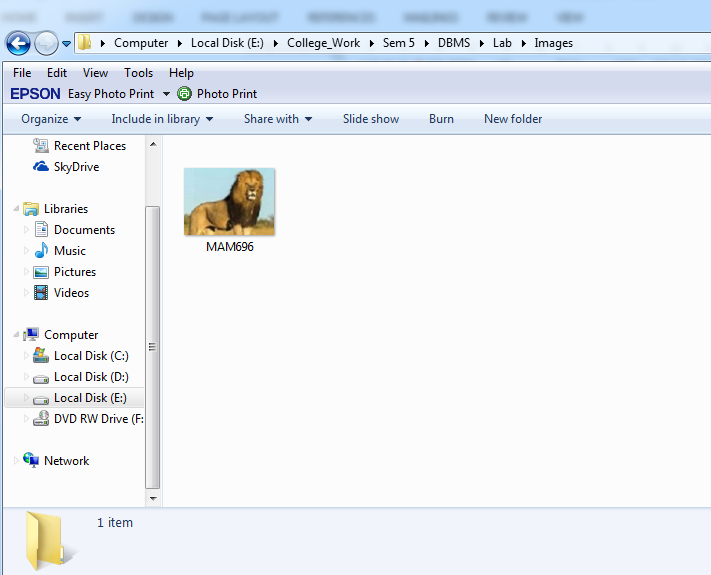 HOME INSERT DESIGN PAGE LAYOUT REFERENCES MAILINGS REVIEW VIEW
Computer Local Disk (E:) College_Work Sem 5 DBMS Lab Images
File Edit View Tools Help
EPSON Easy Photo Print Photo Print
Organize Include in library Share with Slide show Burn New folder
Recent Places
SkyDrive
Libraries
Documents
Music
Pictures
Videos
Computer
Local Disk (C:)
Local Disk (D:)
Local Disk (E:)
DVD RW Drive (F:
Network
MAM696
1 item